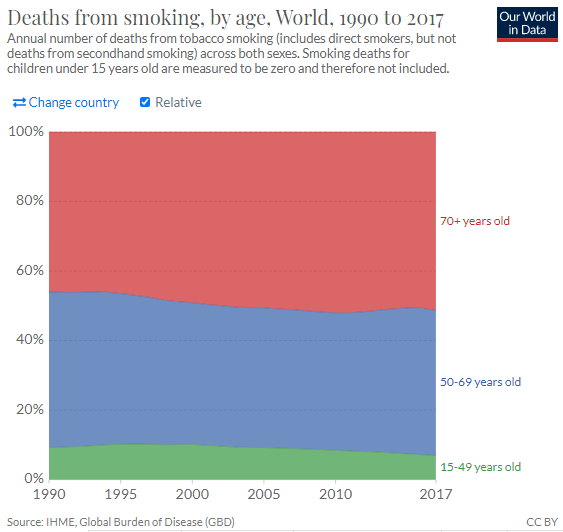 Deaths from smoking, by age, World, 1990 to 2017
Our World
in Data
Annual number of deaths from tobacco smoking (includes direct smokers, but not
deaths from secondhand smoking) across both sexes. Smoking deaths for
children under 15 years old are measured to be zero and therefore not included.
Change country
Relative
100%
80%
60%
40%
20%
0%
70+ years old
50-69 years old
15-49 years old
1990 1995 2000 2005 2010 2017
Source: IHME, Global Burden of Disease (GBD)
CC BY